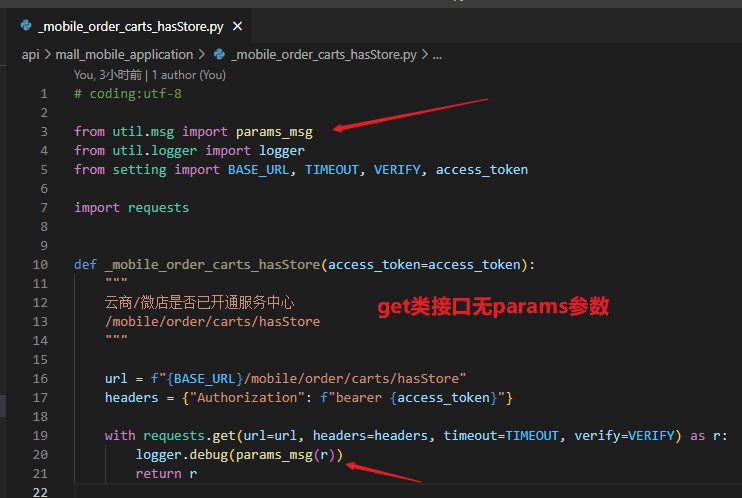 _mobile_order_carts_hasStore.py ×
api > mall_mobile_application > _mobile_order_carts_hasStore.py > ...
You, 3小时前 | 1 author (You)
1 # coding:utf-8
2
3 from util.msg import params_msg
4 from util.logger import logger
5 from setting import BASE_URL, TIMEOUT, VERIFY, access_token
6
7 import requests
8
9
10 def _mobile_order_carts_hasStore(access_token=access_token):
11 """
12 云商/微店是否已开通服务中心
get类接口无params参数
13 /mobile/order/carts/hasStore
14 """
15
16 url = f"{BASE_URL}/mobile/order/carts/hasStore"
17 headers = {"Authorization": f"bearer {access_token}"}
18
19 with requests.get(url=url, headers=headers, timeout=TIMEOUT, verify=VERIFY) as r:
20 logger.debug(params_msg(r))
21 return r
22